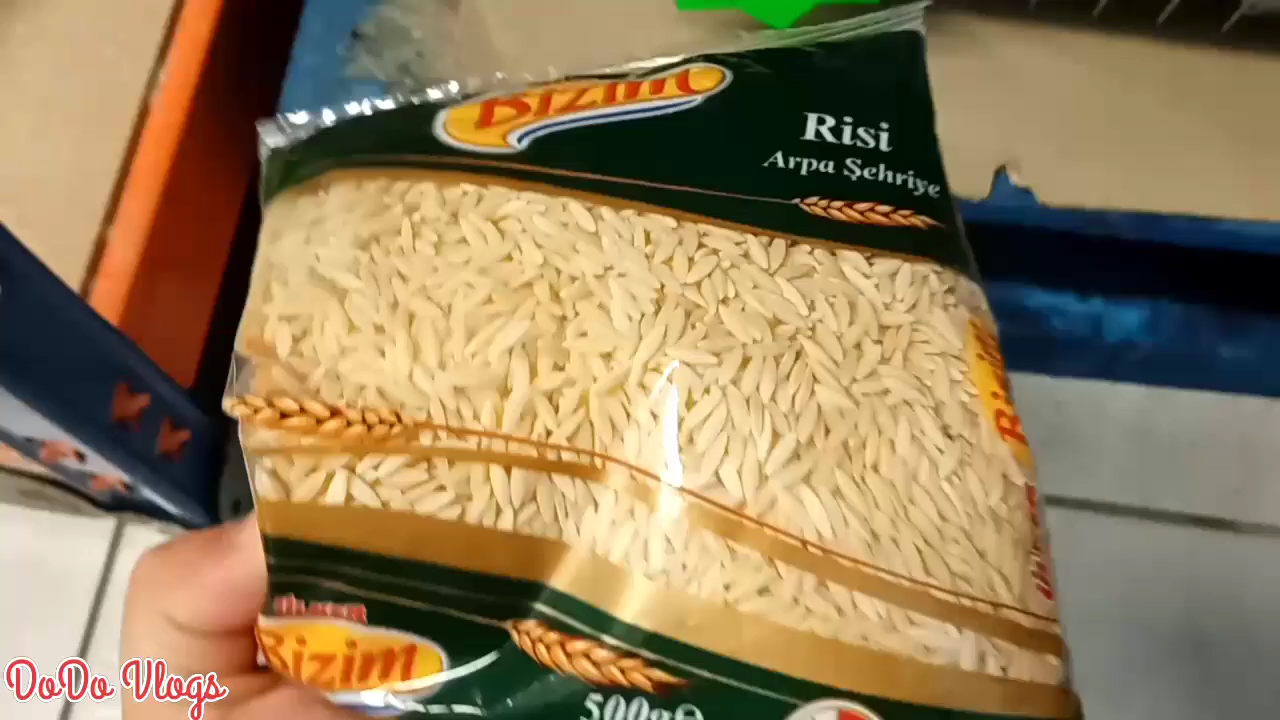 Bizim
Risi
Arpa Şehriye
Bizim
500g℮
DoDo Vlogs